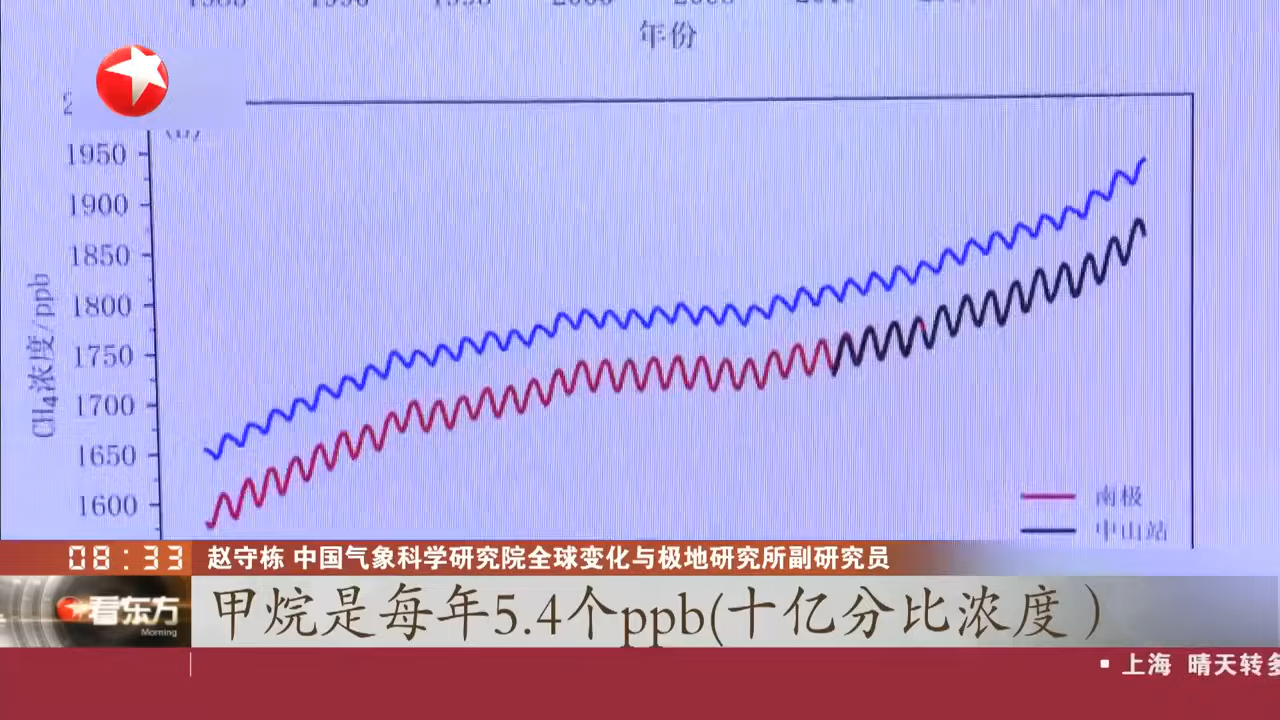 年份
1950
1900
1850
1800
1750
1700
1650
1600
CH₄浓度/ppb
南极
中山站
08:33
赵守栋 中国气象科学研究院全球变化与极地研究所副研究员
看东方
Morning
甲烷是每年5.4个ppb(十亿分比浓度)
▪ 上海 晴天转多